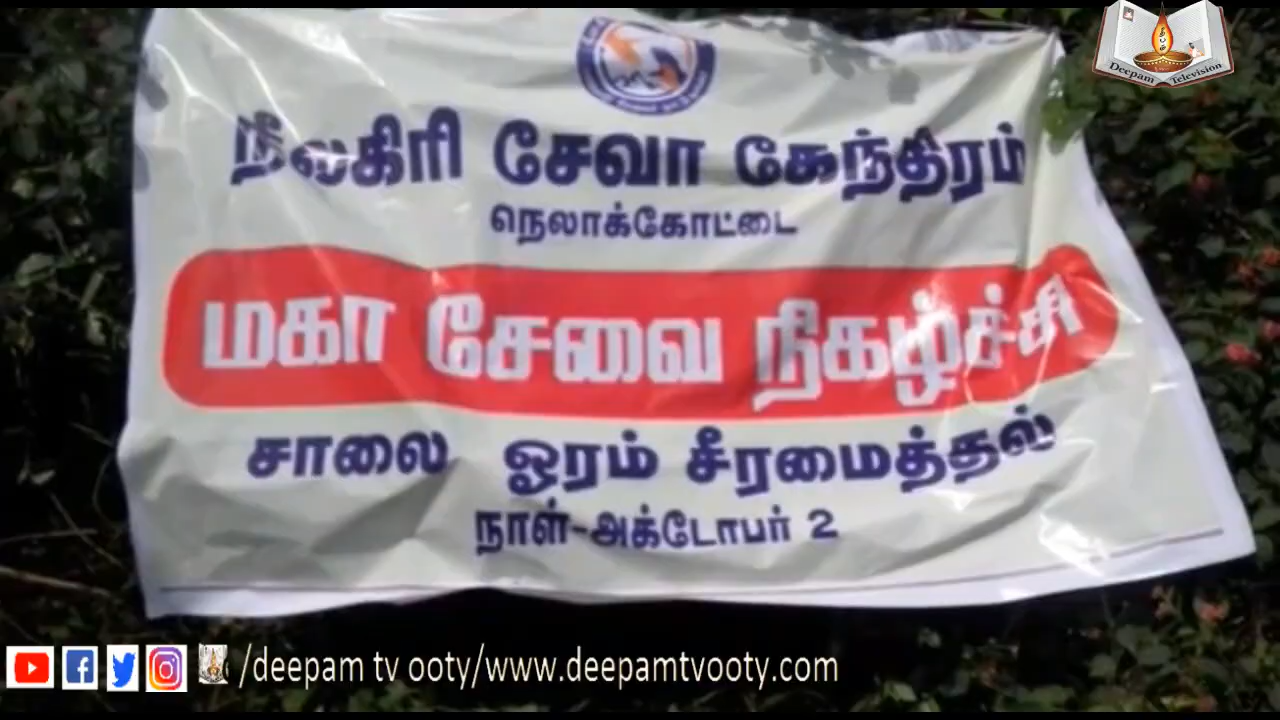 Deepam Television
நீலகிரி சேவா கேந்திரம்
நெலாக்கோட்டை
மகா சேவை நிகழ்ச்சி
சாலை ஓரம் சீரமைத்தல்
நாள்-அக்டோபர் 2
/deepam tv ooty/www.deepamtvooty.com